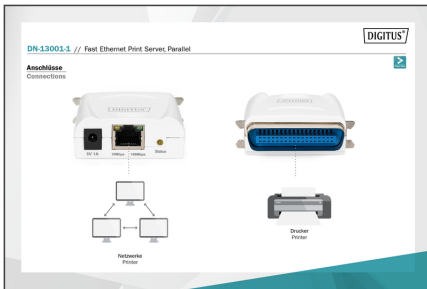 DIGITUS®
DN-13001-1 // Fast Ethernet Print Server, Parallel
Anschlüsse
Connections
DIGITUS
5V 1A
10Mbps
100Mbps
Status
Netzwerke
Printer
Drucker
Printer